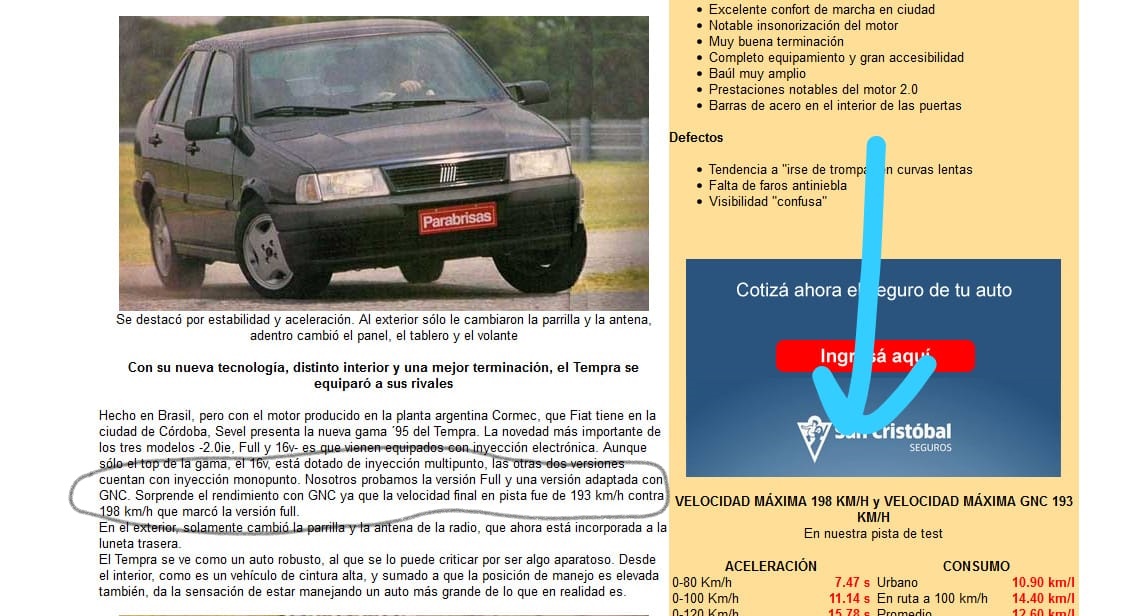 Parabrisas
Se destacó por estabilidad y aceleración. Al exterior sólo le cambiaron la parrilla y la antena,
adentro cambió el panel, el tablero y el volante
Con su nueva tecnología, distinto interior y una mejor terminación, el Tempra se
equiparó a sus rivales
Hecho en Brasil, pero con el motor producido en la planta argentina Cormec, que Fiat tiene en la
ciudad de Córdoba, Sevel presenta la nueva gama ´95 del Tempra. La novedad más importante de
los tres modelos -2.0ie, Full y 16v- es que vienen equipados con inyección electrónica. Aunque
sólo el top de la gama, el 16v, está dotado de inyección multipunto, las otras dos versiones
cuentan con inyección monopunto. Nosotros probamos la versión Full y una versión adaptada con
GNC. Sorprende el rendimiento con GNC ya que la velocidad final en pista fue de 193 km/h contra
198 km/h que marcó la versión full.
En el exterior, solamente cambió la parrilla y la antena de la radio, que ahora está incorporada a la
luneta trasera.
El Tempra se ve como un auto robusto, al que se lo puede criticar por ser algo aparatoso. Desde
el interior, como es un vehículo de cintura alta, y sumado a que la posición de manejo es elevada
también, da la sensación de estar manejando un auto más grande de lo que en realidad es.
Excelente confort de marcha en ciudad
Notable insonorización del motor
Muy buena terminación
Completo equipamiento y gran accesibilidad
Baúl muy amplio
Prestaciones notables del motor 2.0
Barras de acero en el interior de las puertas
Defectos
Tendencia a "irse de trompa" en curvas lentas
Falta de faros antiniebla
Visibilidad "confusa"
Cotizá ahora el seguro de tu auto
Ingresá aquí
san cristóbal
SEGUROS
VELOCIDAD MÁXIMA 198 KM/H y VELOCIDAD MÁXIMA GNC 193
KM/H
En nuestra pista de test
ACELERACIÓN CONSUMO
0-80 Km/h 7.47 s Urbano 10.90 km/l
0-100 Km/h 11.14 s En ruta a 100 km/h 14.40 km/l
0-120 Km/h 15.78 s Promedio 12.60 km/l